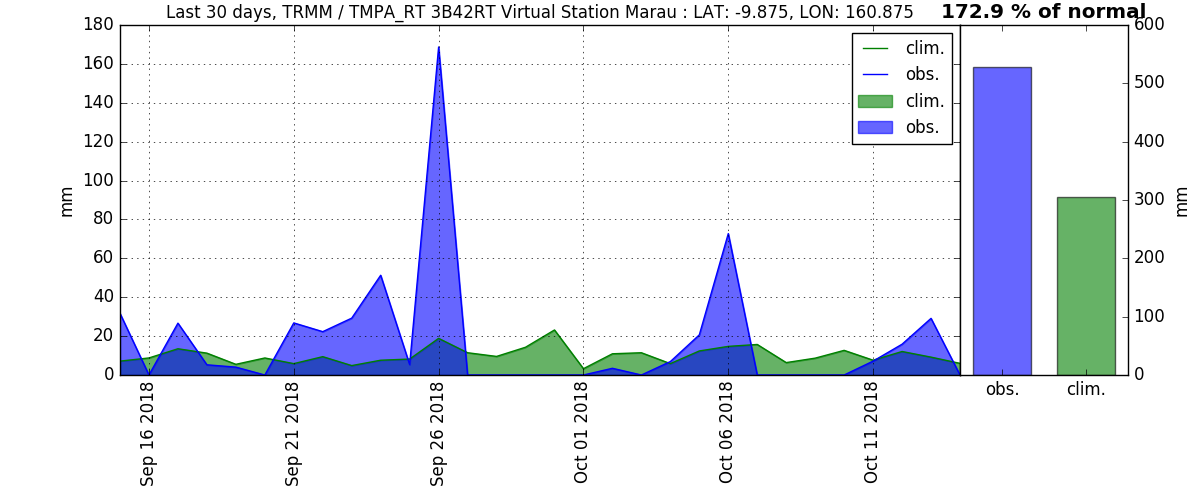 Last 30 days, TRMM / TMPA_RT 3B42RT Virtual Station Marau : LAT: -9.875, LON: 160.875
172.9 % of normal
180
160
140
120
100
80
60
40
20
0
mm
clim.
obs.
clim.
obs.
Sep 16 2018
Sep 21 2018
Sep 26 2018
Oct 01 2018
Oct 06 2018
Oct 11 2018
600
500
400
300
200
100
0
mm
obs.
clim.